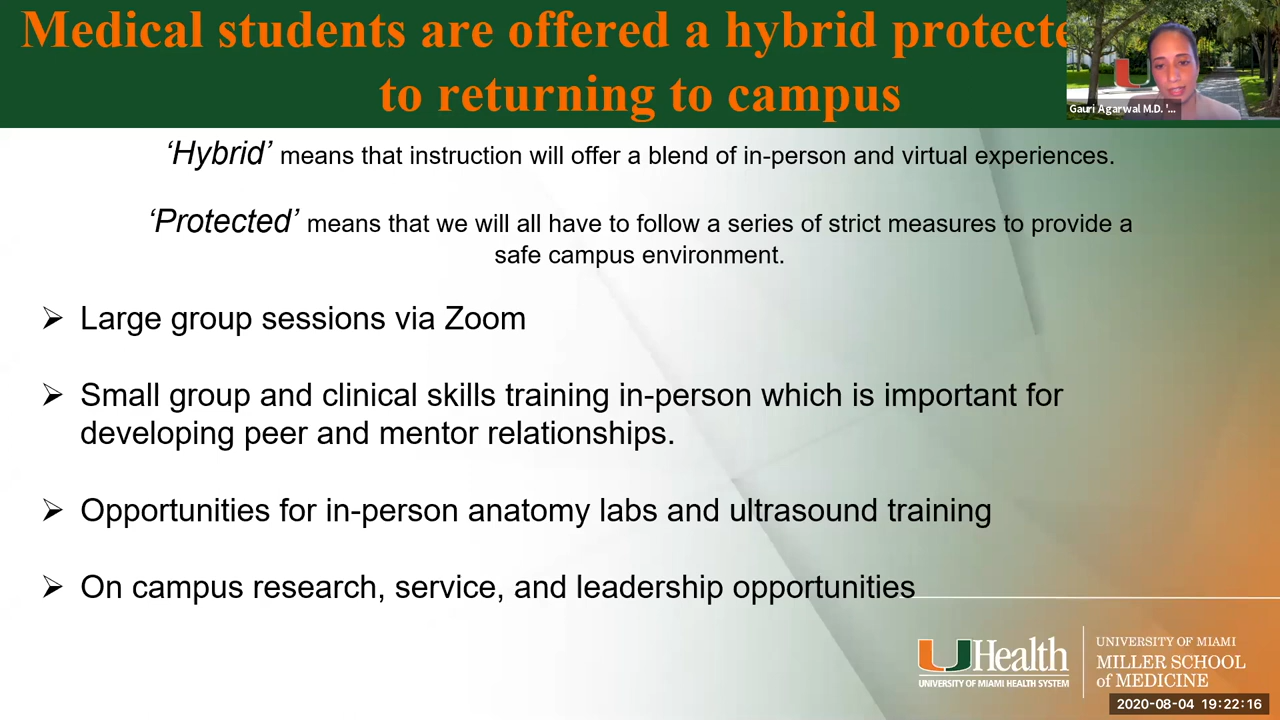 Medical students are offered a hybrid protecte
to returning to campus
Gauri Agarwal M.D. '...
‘Hybrid’ means that instruction will offer a blend of in-person and virtual experiences.
‘Protected’ means that we will all have to follow a series of strict measures to provide a
safe campus environment.
➢ Large group sessions via Zoom
➢ Small group and clinical skills training in-person which is important for
developing peer and mentor relationships.
➢ Opportunities for in-person anatomy labs and ultrasound training
➢ On campus research, service, and leadership opportunities
UHealth
UNIVERSITY OF MIAMI HEALTH SYSTEM
UNIVERSITY OF MIAMI
MILLER SCHOOL
of MEDICINE
2020-08-04 19:22:16